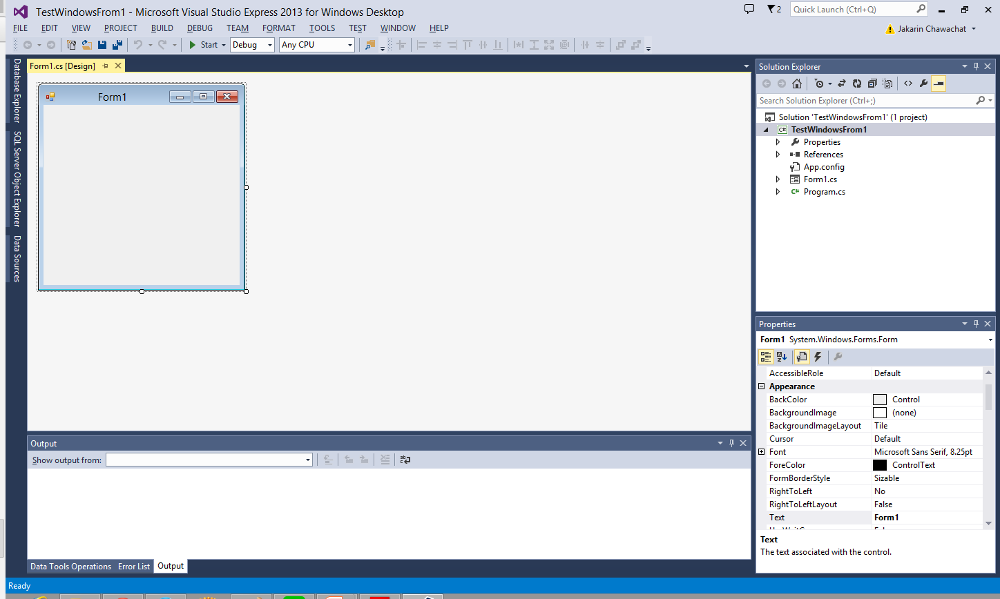 TestWindowsFrom1 - Microsoft Visual Studio Express 2013 for Windows Desktop
2
Quick Launch (Ctrl+Q)
FILE EDIT VIEW PROJECT BUILD DEBUG TEAM FORMAT TOOLS TEST WINDOW HELP
Jakarin Chawachat
Start Debug Any CPU
Database Explorer
SQL Server Object Explorer
Data Sources
Form1.cs [Design]
Form1
Solution Explorer
Search Solution Explorer (Ctrl+;)
Solution 'TestWindowsFrom1' (1 project)
C# TestWindowsFrom1
Properties
References
App.config
Form1.cs
C# Program.cs
Properties
Form1 System.Windows.Forms.Form
AccessibleRole Default
Appearance
BackColor Control
BackgroundImage (none)
BackgroundImageLayout Tile
Cursor Default
Font Microsoft Sans Serif, 8.25pt
ForeColor ControlText
FormBorderStyle Sizable
RightToLeft No
RightToLeftLayout False
Text Form1
Text
The text associated with the control.
Output
Show output from:
Data Tools Operations Error List Output
Ready